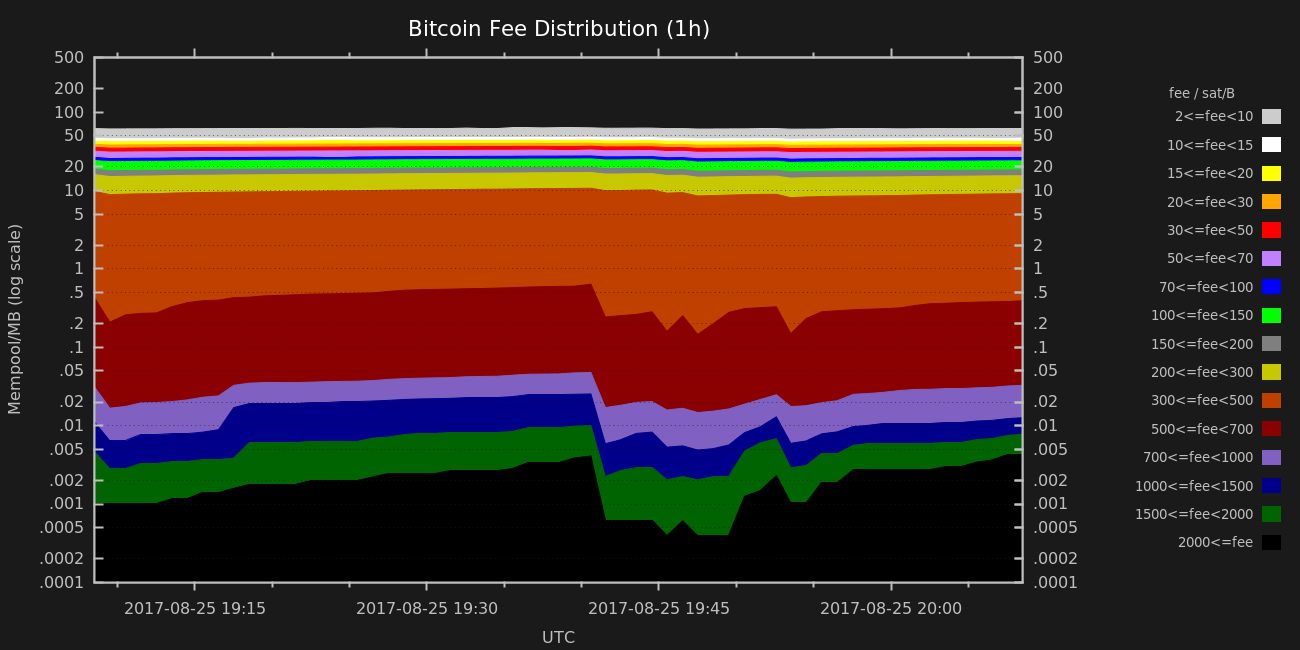 Bitcoin Fee Distribution (1h)
500 500
200 200
100 100
50 50
20 20
10 10
5 5
2 2
1 1
.5 .5
.2 .2
.1 .1
.05 .05
.02 .02
.01 .01
.005 .005
.002 .002
.001 .001
.0005 .0005
.0002 .0002
.0001 .0001
Mempool/MB (log scale)
2017-08-25 19:15 2017-08-25 19:30 2017-08-25 19:45 2017-08-25 20:00
UTC
fee / sat/B
2<=fee<10
10<=fee<15
15<=fee<20
20<=fee<30
30<=fee<50
50<=fee<70
70<=fee<100
100<=fee<150
150<=fee<200
200<=fee<300
300<=fee<500
500<=fee<700
700<=fee<1000
1000<=fee<1500
1500<=fee<2000
2000<=fee